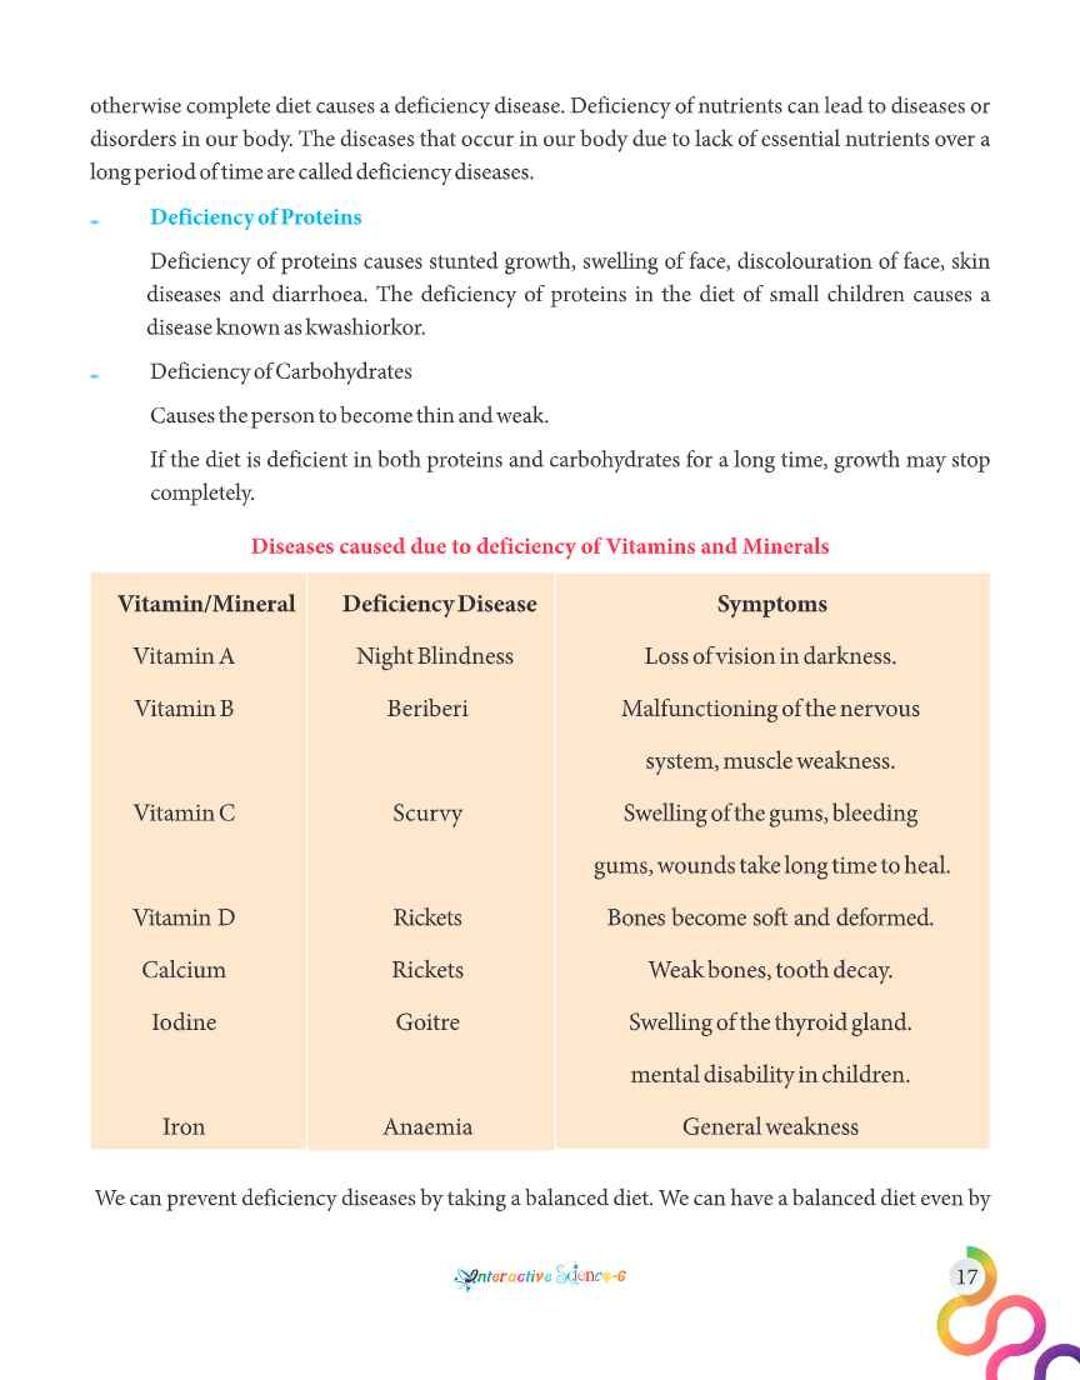 otherwise complete diet causes a deficiency disease. Deficiency of nutrients can lead to diseases or
disorders in our body. The diseases that occur in our body due to lack of essential nutrients over a
long period of time are called deficiency diseases.
- Deficiency of Proteins
Deficiency of proteins causes stunted growth, swelling of face, discolouration of face, skin
diseases and diarrhoea. The deficiency of proteins in the diet of small children causes a
disease known as kwashiorkor.
- Deficiency of Carbohydrates
Causes the person to become thin and weak.
If the diet is deficient in both proteins and carbohydrates for a long time, growth may stop
completely.
Diseases caused due to deficiency of Vitamins and Minerals
Vitamin/Mineral Deficiency Disease Symptoms
Vitamin A Night Blindness Loss of vision in darkness.
Vitamin B Beriberi Malfunctioning of the nervous
system, muscle weakness.
Vitamin C Scurvy Swelling of the gums, bleeding
gums, wounds take long time to heal.
Vitamin D Rickets Bones become soft and deformed.
Calcium Rickets Weak bones, tooth decay.
Iodine Goitre Swelling of the thyroid gland.
mental disability in children.
Iron Anaemia General weakness
We can prevent deficiency diseases by taking a balanced diet. We can have a balanced diet even by
Interactive Science-6
17